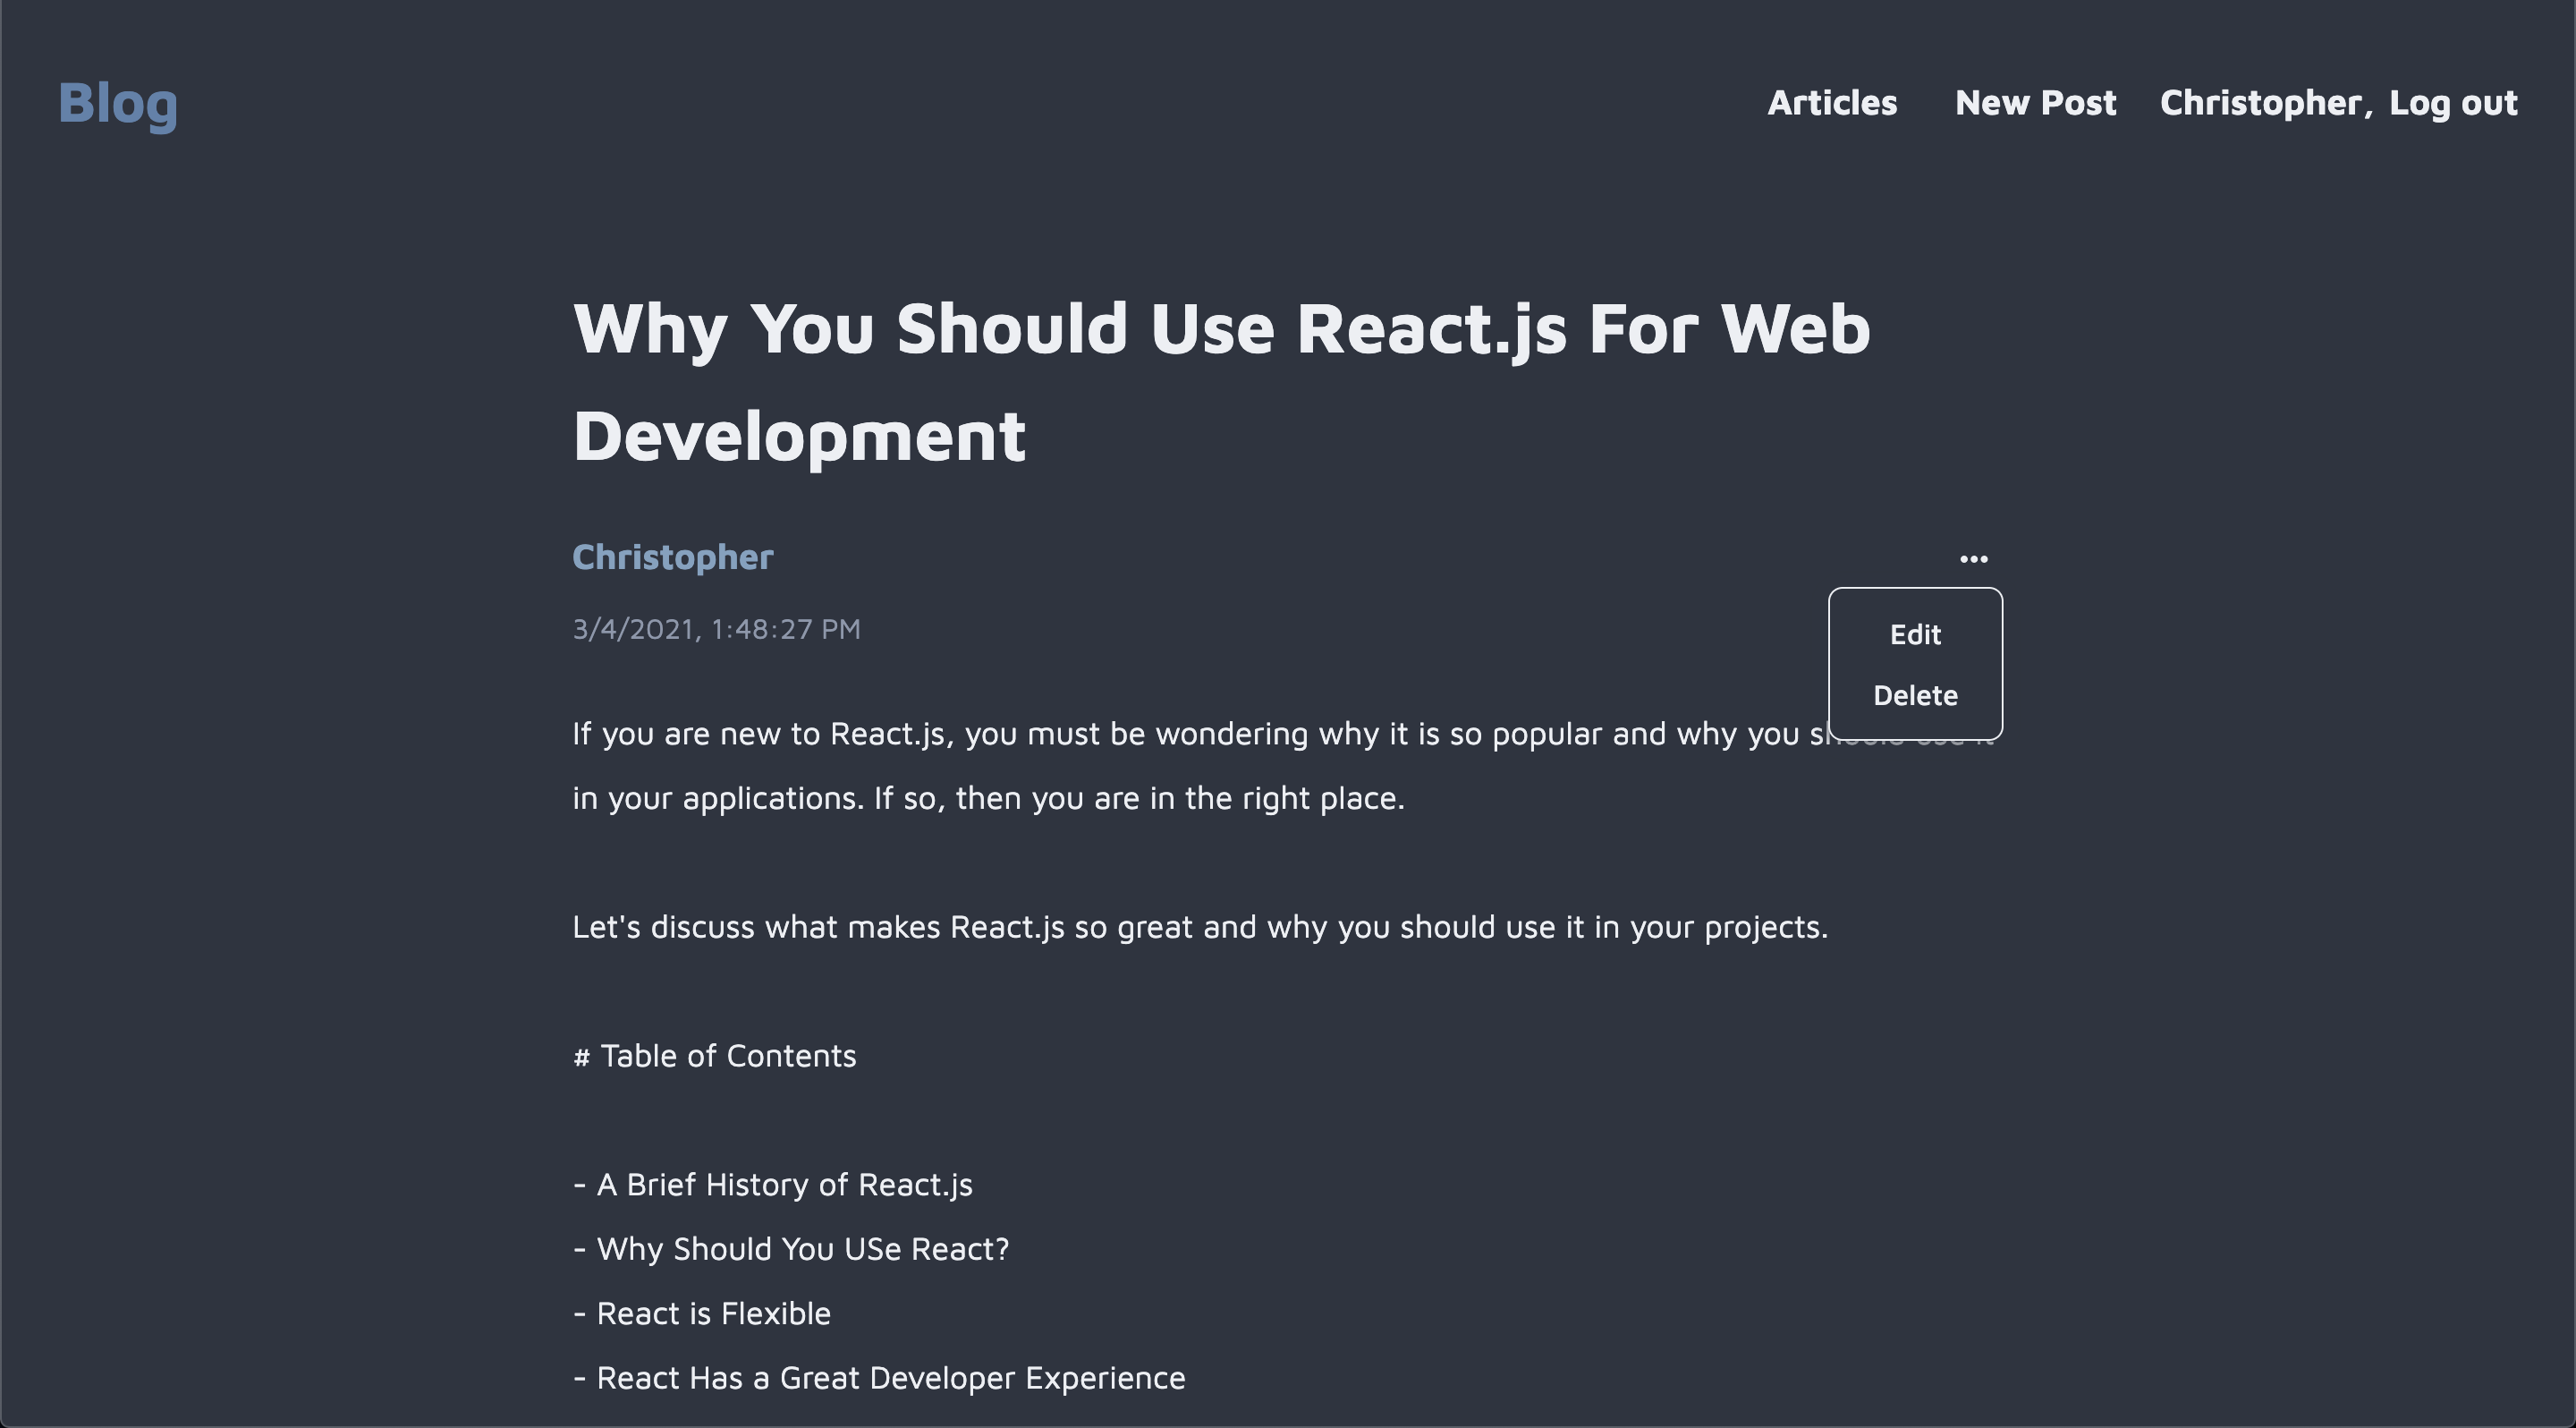 Blog
Articles New Post Christopher, Log out
Why You Should Use React.js For Web
Development
Christopher
3/4/2021, 1:48:27 PM
Edit
Delete
If you are new to React.js, you must be wondering why it is so popular and why you should use it
in your applications. If so, then you are in the right place.
Let's discuss what makes React.js so great and why you should use it in your projects.
# Table of Contents
- A Brief History of React.js
- Why Should You USe React?
- React is Flexible
- React Has a Great Developer Experience